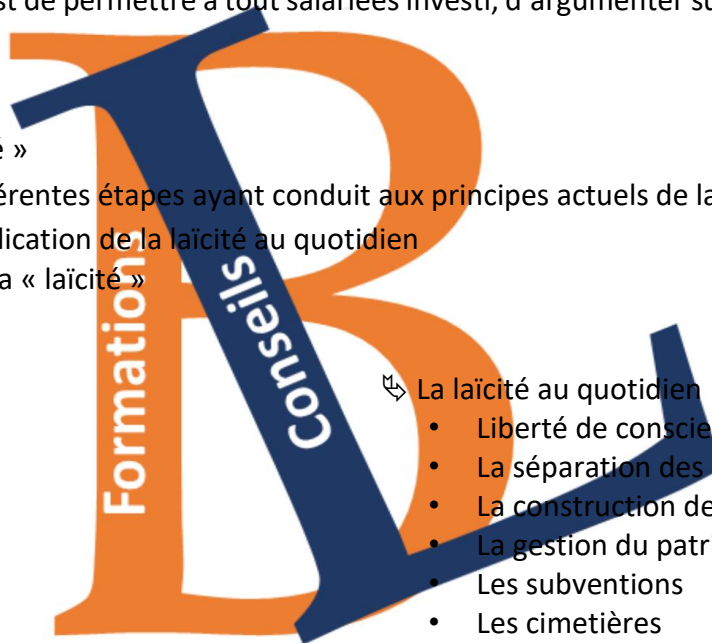 st de permettre à tout salariées investi, d'argumenter su
é »
érentes étapes ayant conduit aux principes actuels de la
lication de la laïcité au quotidien
a « laïcité »
Formations
Conseils
La laïcité au quotidien
• Liberté de conscie
• La séparation des
• La construction de
• La gestion du patri
• Les subventions
• Les cimetières